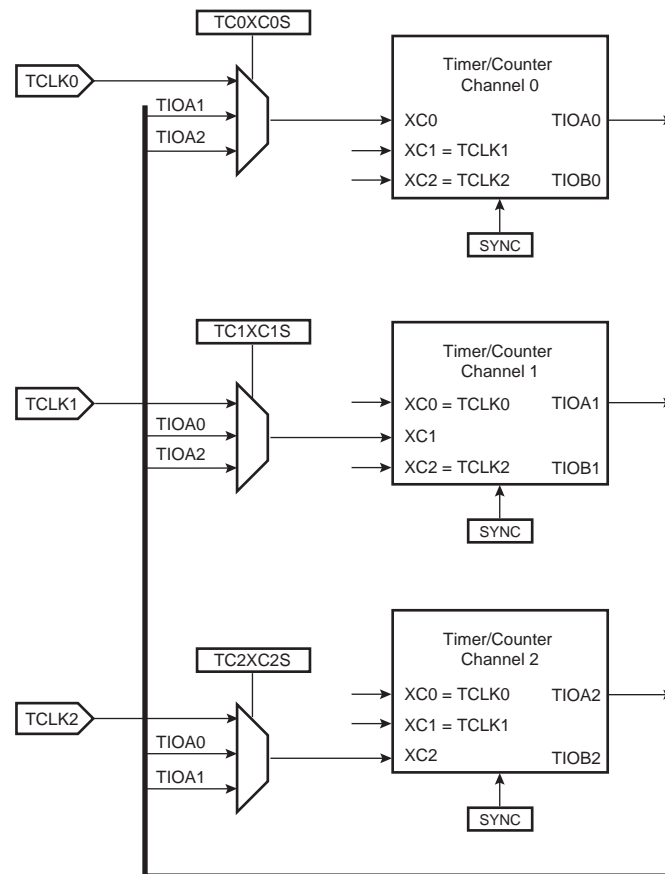 TC0XC0S
TCLK0
TIOA1
TIOA2
Timer/Counter
Channel 0
XC0
TIOA0
XC1 = TCLK1
XC2 = TCLK2
TIOB0
SYNC
TC1XC1S
TCLK1
TIOA0
TIOA2
Timer/Counter
Channel 1
XC0 = TCLK0
TIOA1
XC1
XC2 = TCLK2
TIOB1
SYNC
TC2XC2S
TCLK2
TIOA0
TIOA1
Timer/Counter
Channel 2
XC0 = TCLK0
TIOA2
XC1 = TCLK1
XC2
TIOB2
SYNC